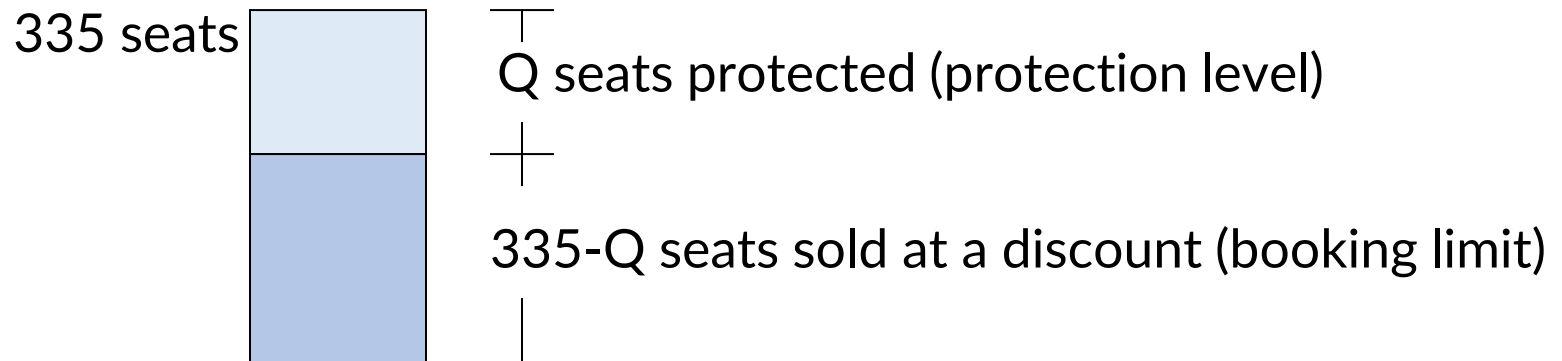 335 seats
Q seats protected (protection level)
335-Q seats sold at a discount (booking limit)